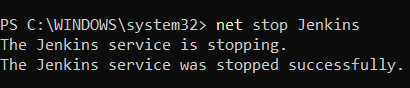 PS C:\WINDOWS\system32> net stop Jenkins
The Jenkins service is stopping.
The Jenkins service was stopped successfully.